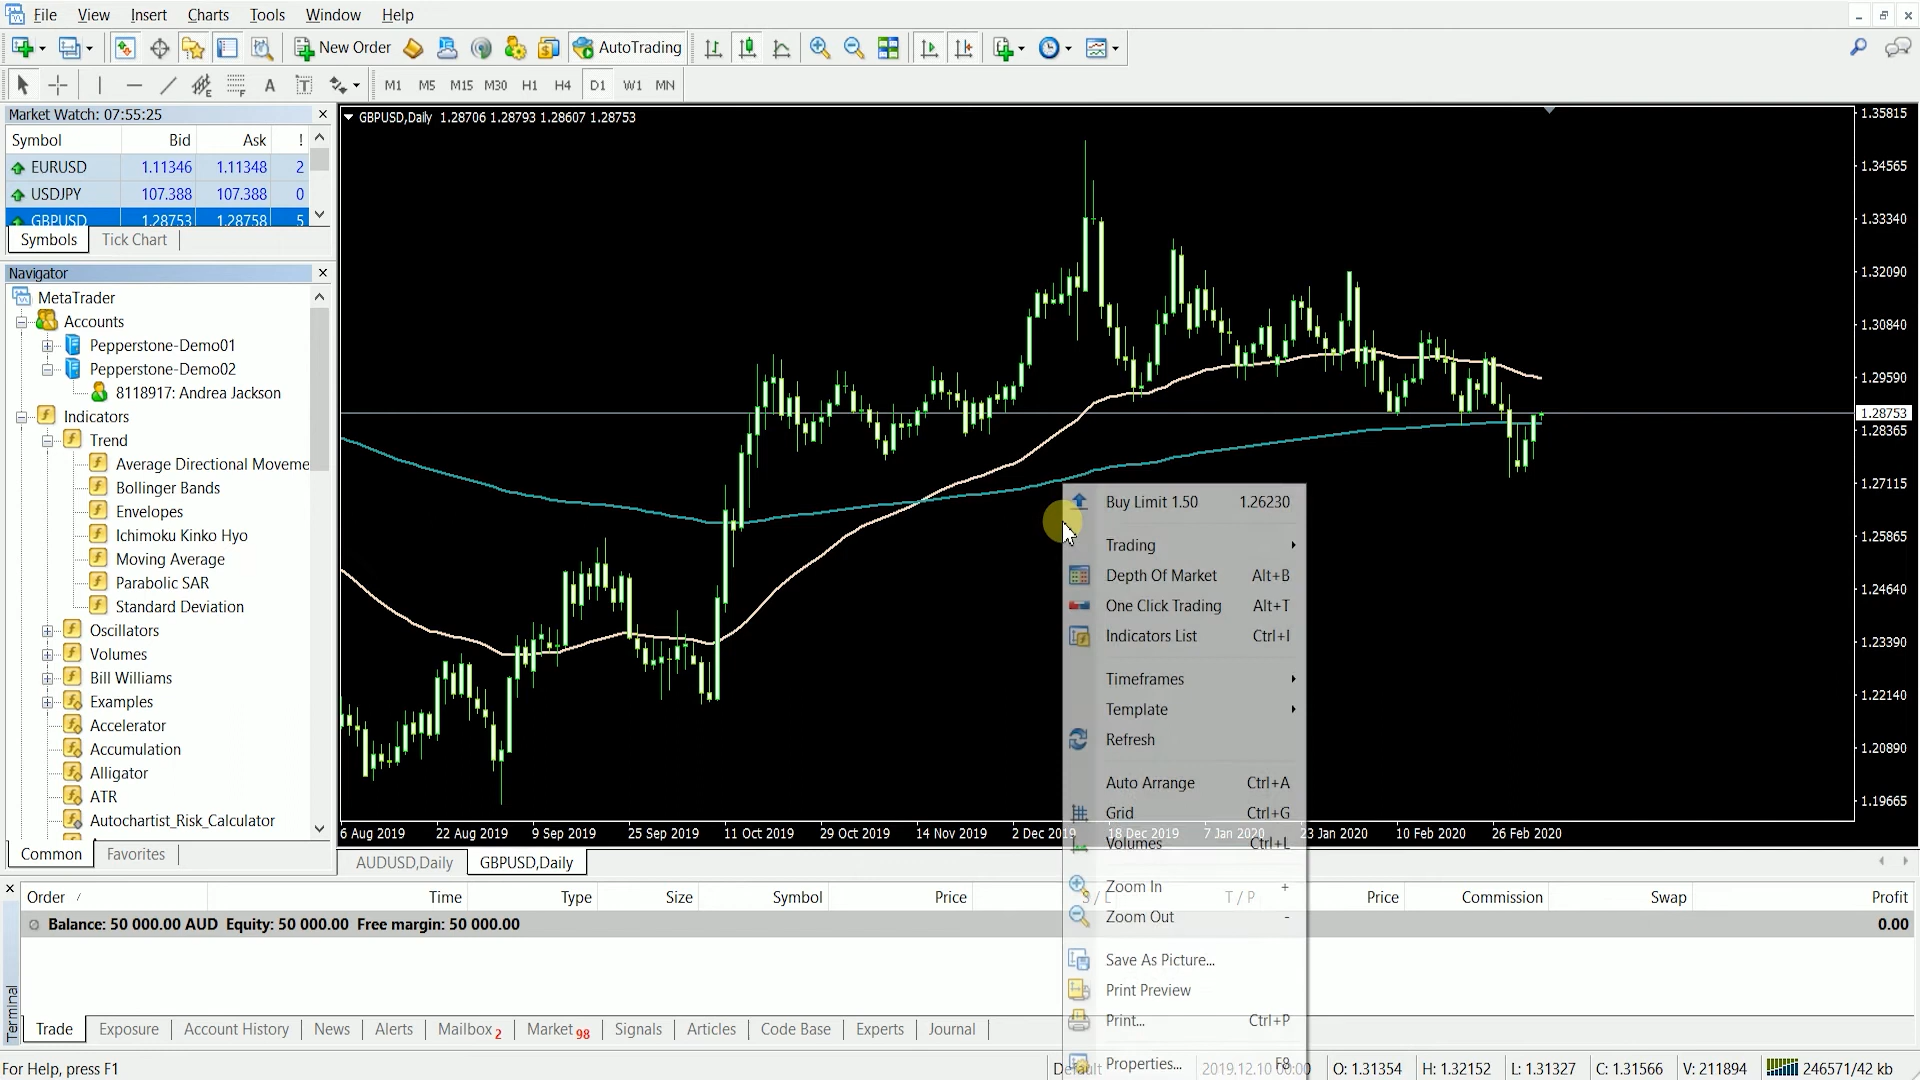 File View Insert Charts Tools Window Help
New Order AutoTrading
A T M1 M5 M15 M30 H1 H4 D1 W1 MN
Market Watch: 07:55:25
Symbol Bid Ask !
EURUSD 1.11346 1.11348 2
USDJPY 107.388 107.388 0
GBPUSD 1.28753 1.28758 5
Symbols Tick Chart
Navigator
MetaTrader
Accounts
Pepperstone-Demo01
Pepperstone-Demo02
8118917: Andrea Jackson
Indicators
Trend
Average Directional Moveme
Bollinger Bands
Envelopes
Ichimoku Kinko Hyo
Moving Average
Parabolic SAR
Standard Deviation
Oscillators
Volumes
Bill Williams
Examples
Accelerator
Accumulation
Alligator
ATR
Autochartist_Risk_Calculator
Common Favorites
GBPUSD,Daily 1.28706 1.28793 1.28607 1.28753
1.35815
1.34565
1.33340
1.32090
1.30840
1.29590
1.28753
1.28365
1.27115
1.25865
1.24640
1.23390
1.22140
1.20890
1.19665
Buy Limit 1.50 1.26230
Trading
Depth Of Market Alt+B
One Click Trading Alt+T
Indicators List Ctrl+I
Timeframes
Template
Refresh
Auto Arrange Ctrl+A
Grid Ctrl+G
Volumes Ctrl+L
Zoom In +
Zoom Out -
Save As Picture...
Print Preview
Print... Ctrl+P
Properties... F8
6 Aug 2019 22 Aug 2019 9 Sep 2019 25 Sep 2019 11 Oct 2019 29 Oct 2019 14 Nov 2019 2 Dec 2019 18 Dec 2019 7 Jan 2020 23 Jan 2020 10 Feb 2020 26 Feb 2020
AUDUSD,Daily GBPUSD,Daily
Order / Time Type Size Symbol Price S / L T / P Price Commission Swap Profit
Balance: 50 000.00 AUD Equity: 50 000.00 Free margin: 50 000.00 0.00
Terminal
Trade Exposure Account History News Alerts Mailbox 2 Market 98 Signals Articles Code Base Experts Journal
For Help, press F1 Default 2019.12.10 00:00 O: 1.31354 H: 1.32152 L: 1.31327 C: 1.31566 V: 211894 246571/42 kb